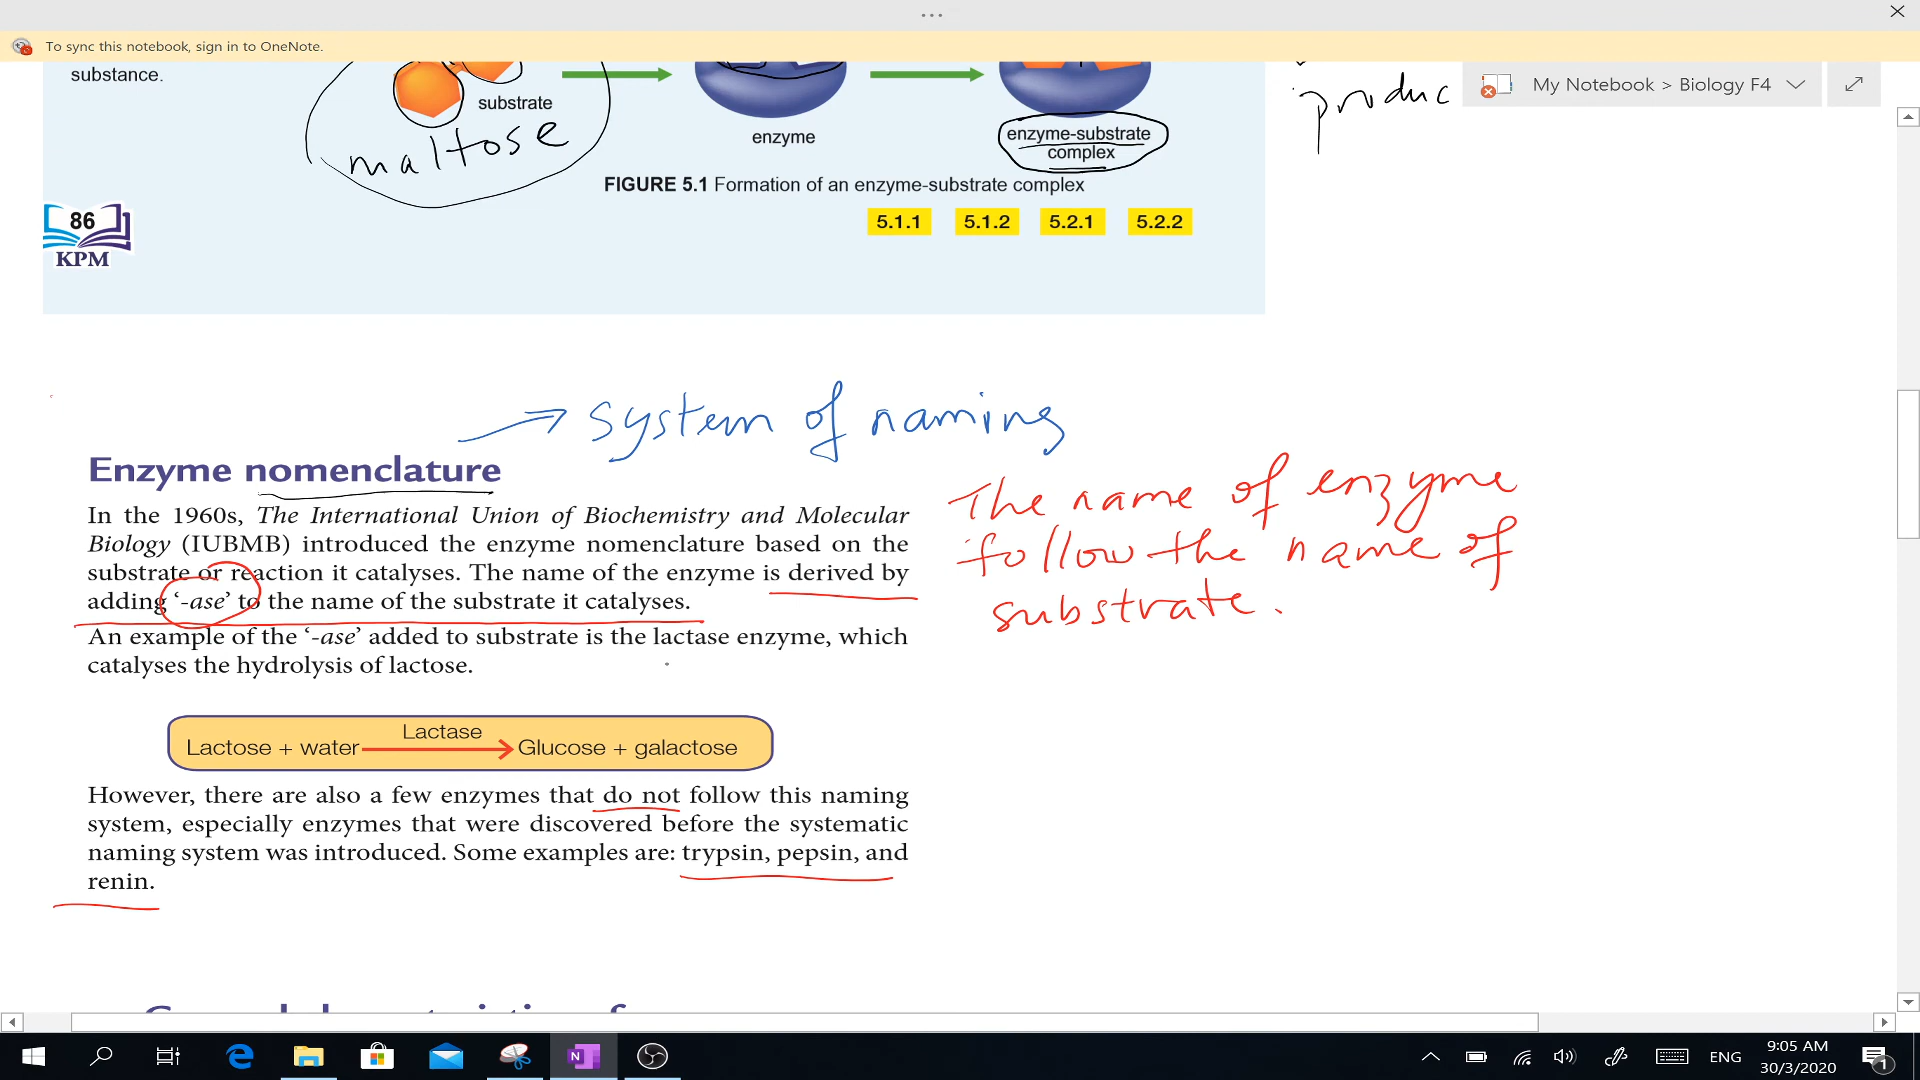 To sync this notebook, sign in to OneNote.
My Notebook > Biology F4
substance.
substrate
maltose
enzyme
enzyme-substrate
complex
produc
FIGURE 5.1 Formation of an enzyme-substrate complex
86
KPM
5.1.1 5.1.2 5.2.1 5.2.2
system of naming
Enzyme nomenclature
In the 1960s, The International Union of Biochemistry and Molecular
Biology (IUBMB) introduced the enzyme nomenclature based on the
substrate or reaction it catalyses. The name of the enzyme is derived by
adding ‘-ase’ to the name of the substrate it catalyses.
An example of the ‘-ase’ added to substrate is the lactase enzyme, which
catalyses the hydrolysis of lactose.
The name of enzyme
follow the name of
substrate.
Lactase
Lactose + water Glucose + galactose
However, there are also a few enzymes that do not follow this naming
system, especially enzymes that were discovered before the systematic
naming system was introduced. Some examples are: trypsin, pepsin, and
renin.
ENG
9:05 AM
30/3/2020
1